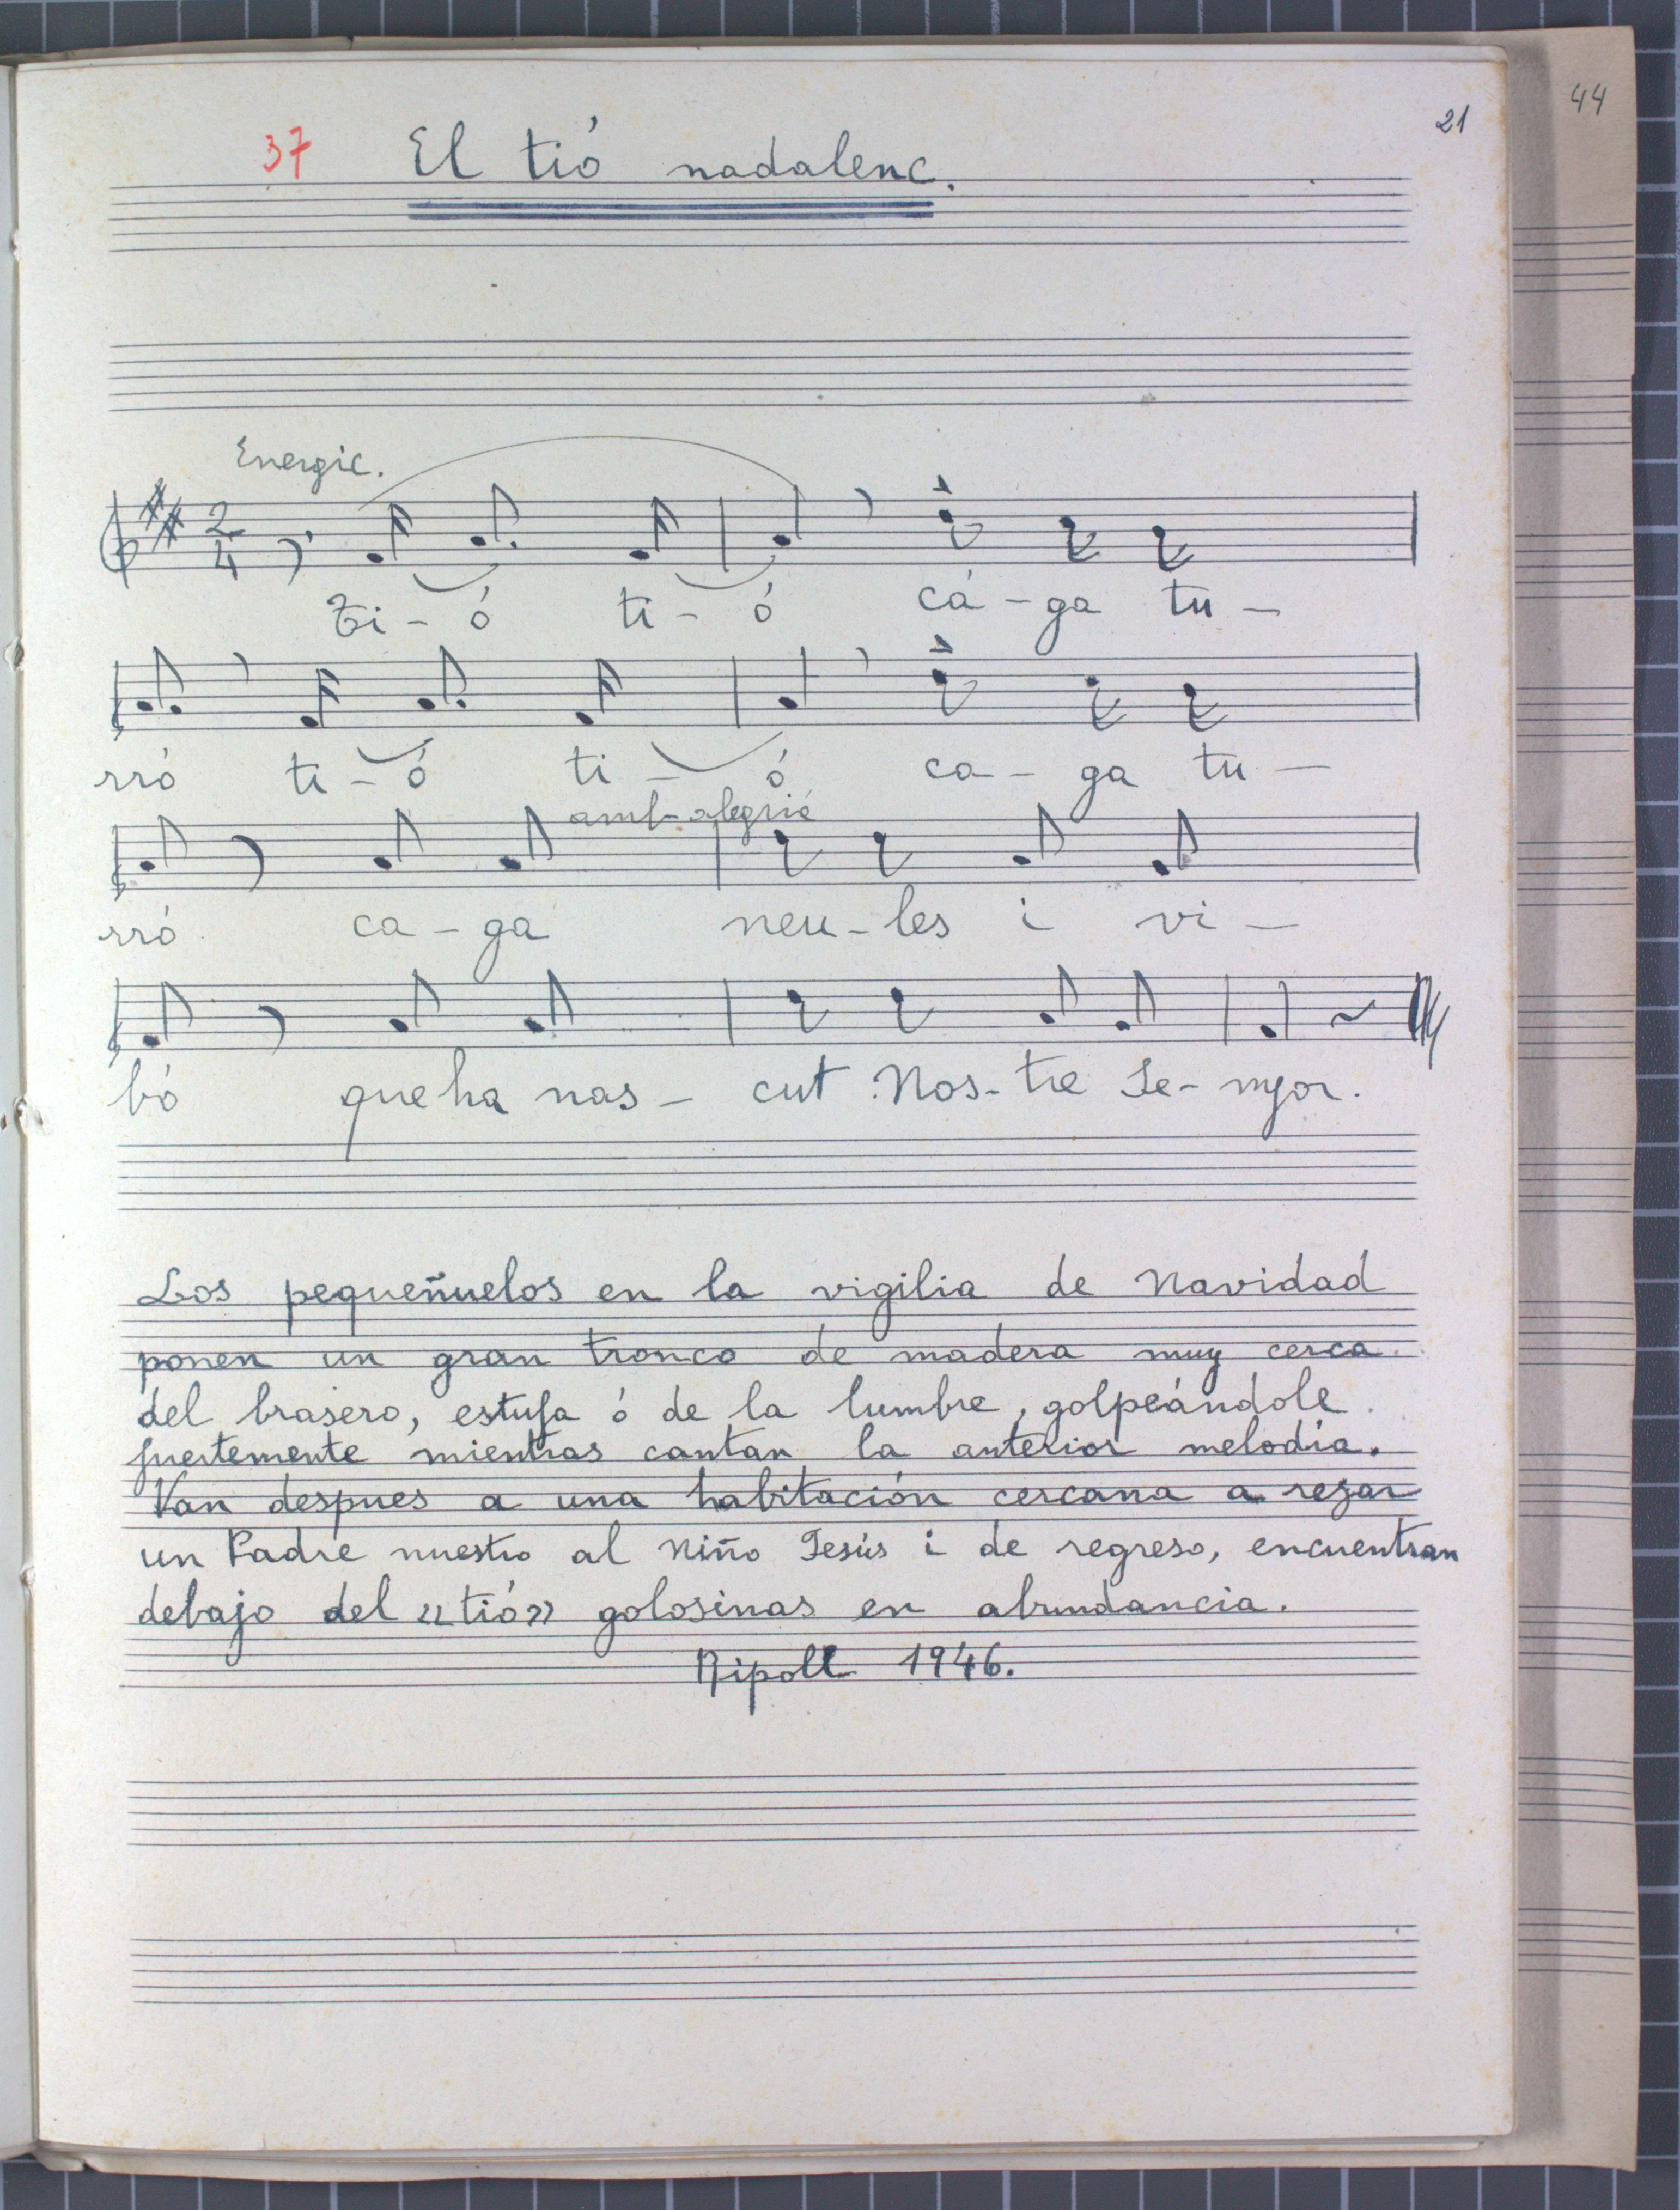 44
21
37 El tió nadalenc.
Energic.
2
4
Ti - ó ti - ó cá - ga tu -
rró ti - ó ti - ó ca - ga tu -
amb alegria
rró ca - ga neu - les i vi -
bó que ha nas - cut Nos - tre Se - nyor.
Los pequeñuelos en la vigilia de Navidad
ponen un gran tronco de madera muy cerca
del brasero, estufa ó de la lumbre, golpeándole
fuertemente mientras cantan la anterior melodía.
Van despues a una habitación cercana a rezar
un Padre nuestro al Niño Jesús i de regreso, encuentran
debajo del «tió» golosinas en abundancia.
Ripoll 1946.